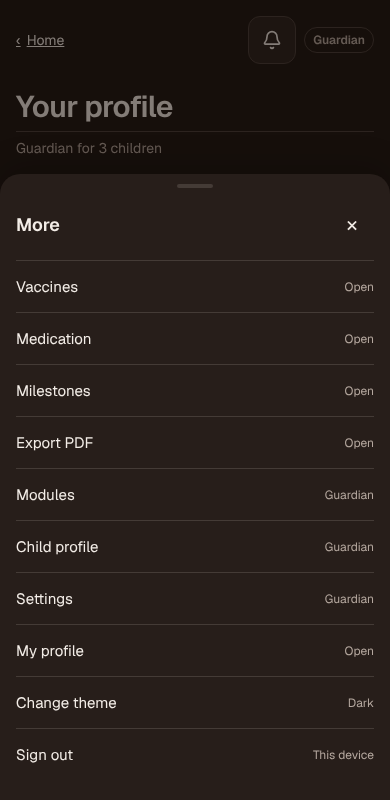 ‹ Home
Guardian
Your profile
Guardian for 3 children
More
×
Vaccines Open
Medication Open
Milestones Open
Export PDF Open
Modules Guardian
Child profile Guardian
Settings Guardian
My profile Open
Change theme Dark
Sign out This device